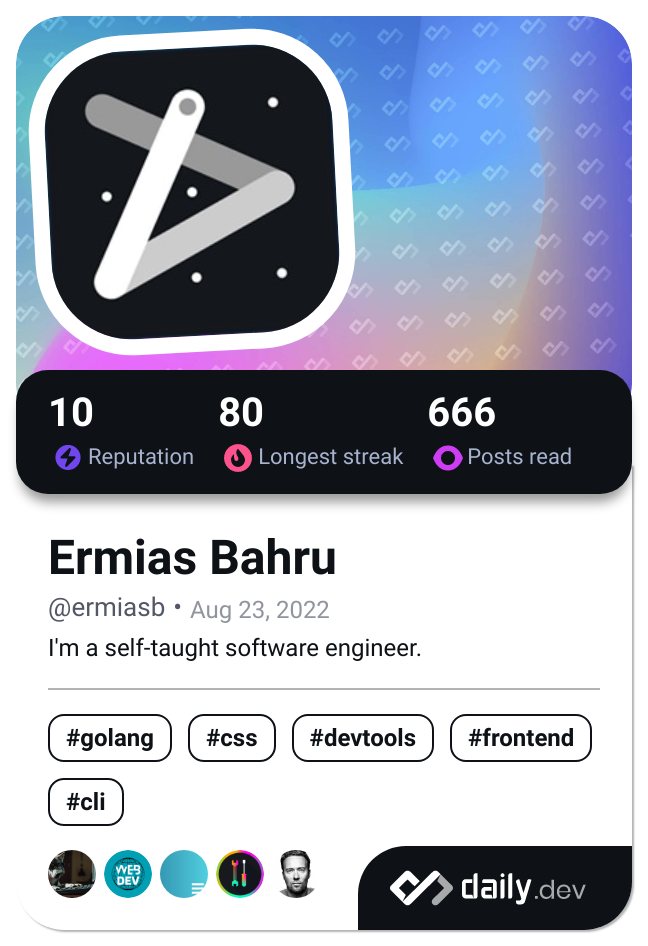 10 80 666
Reputation Longest streak Posts read
Ermias Bahru
@ermiasb • Aug 23, 2022
I'm a self-taught software engineer.
#golang #css #devtools #frontend
#cli
WEB
DEV
daily.dev